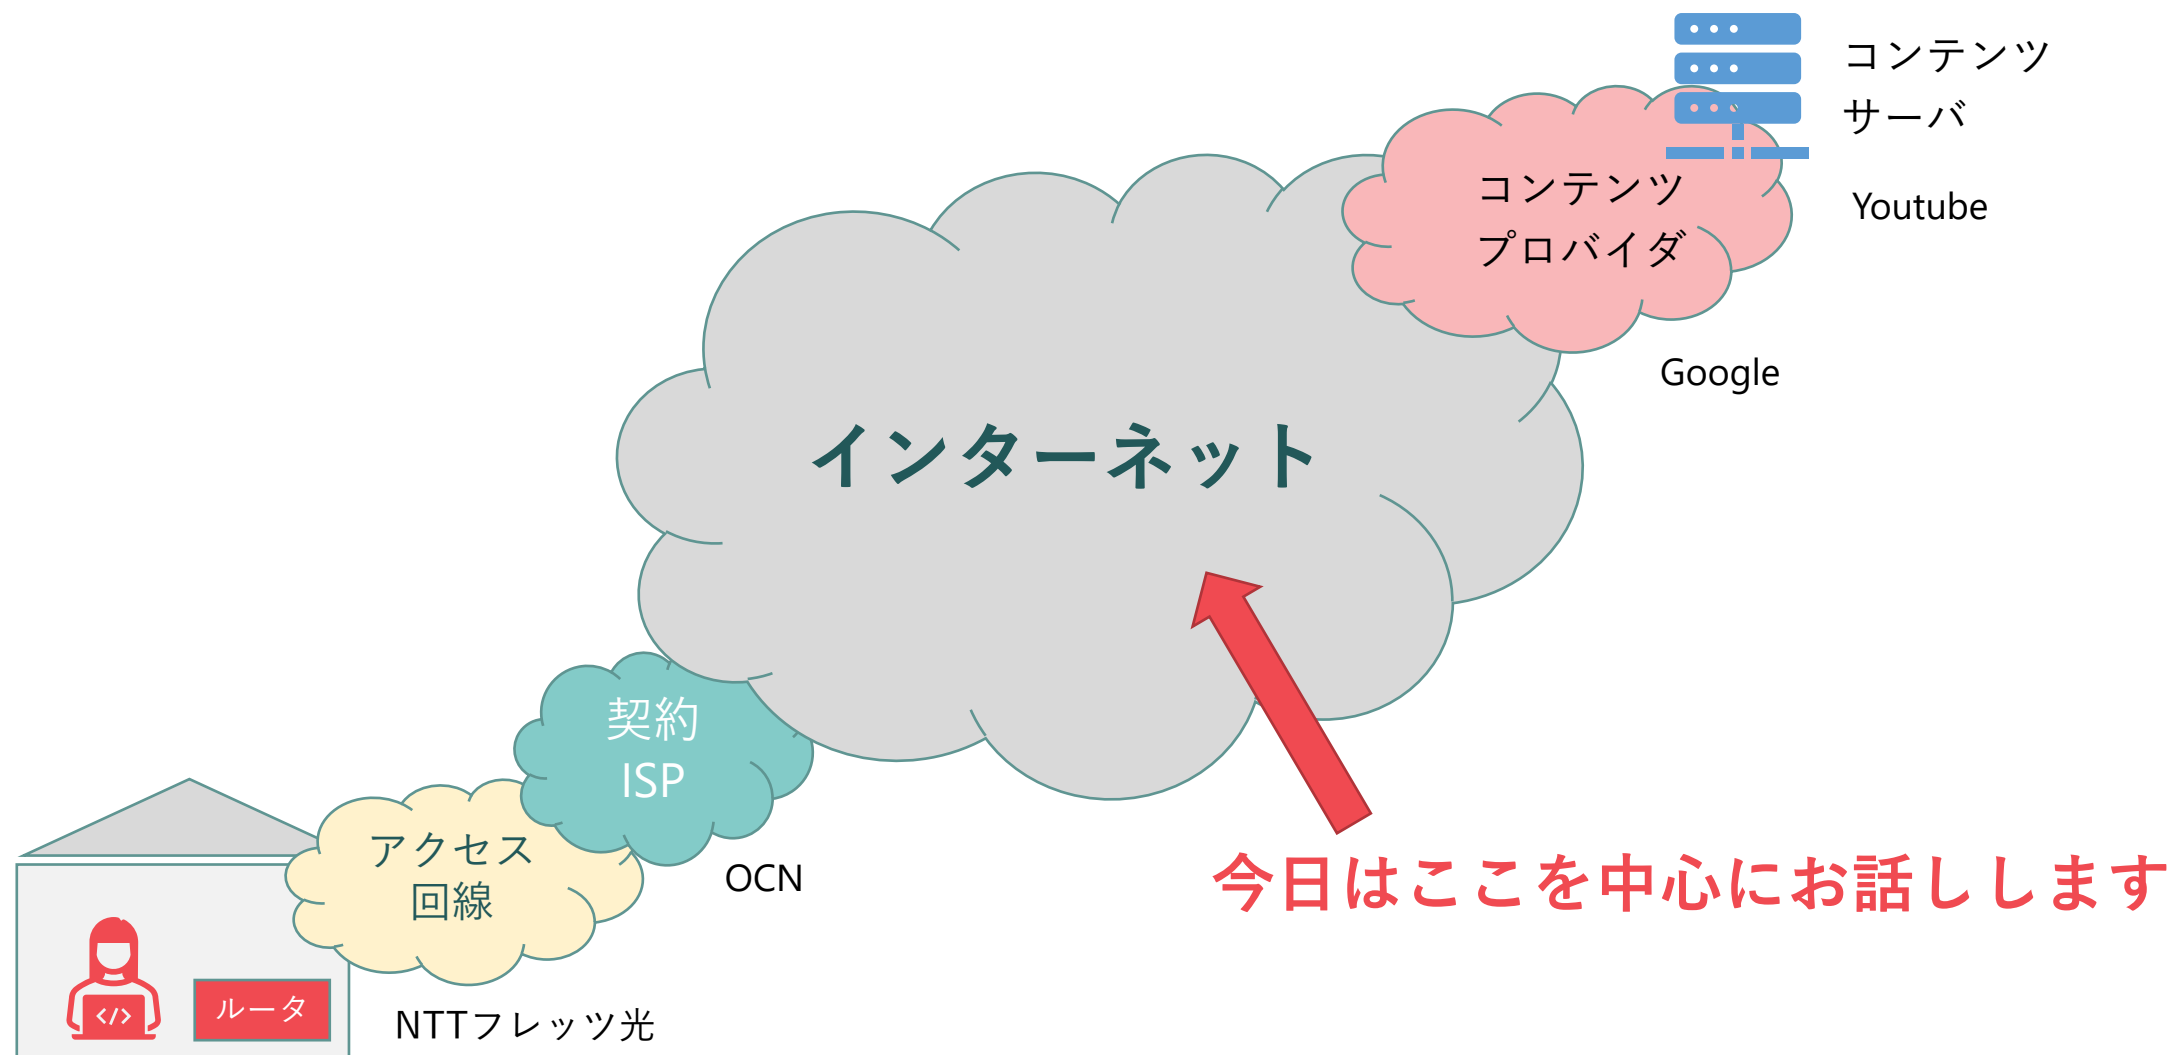 コンテンツ
サーバ
Youtube
コンテンツ
プロバイダ
Google
インターネット
契約
ISP
OCN
アクセス
回線
NTTフレッツ光
ルータ
</>
今日はここを中心にお話しします